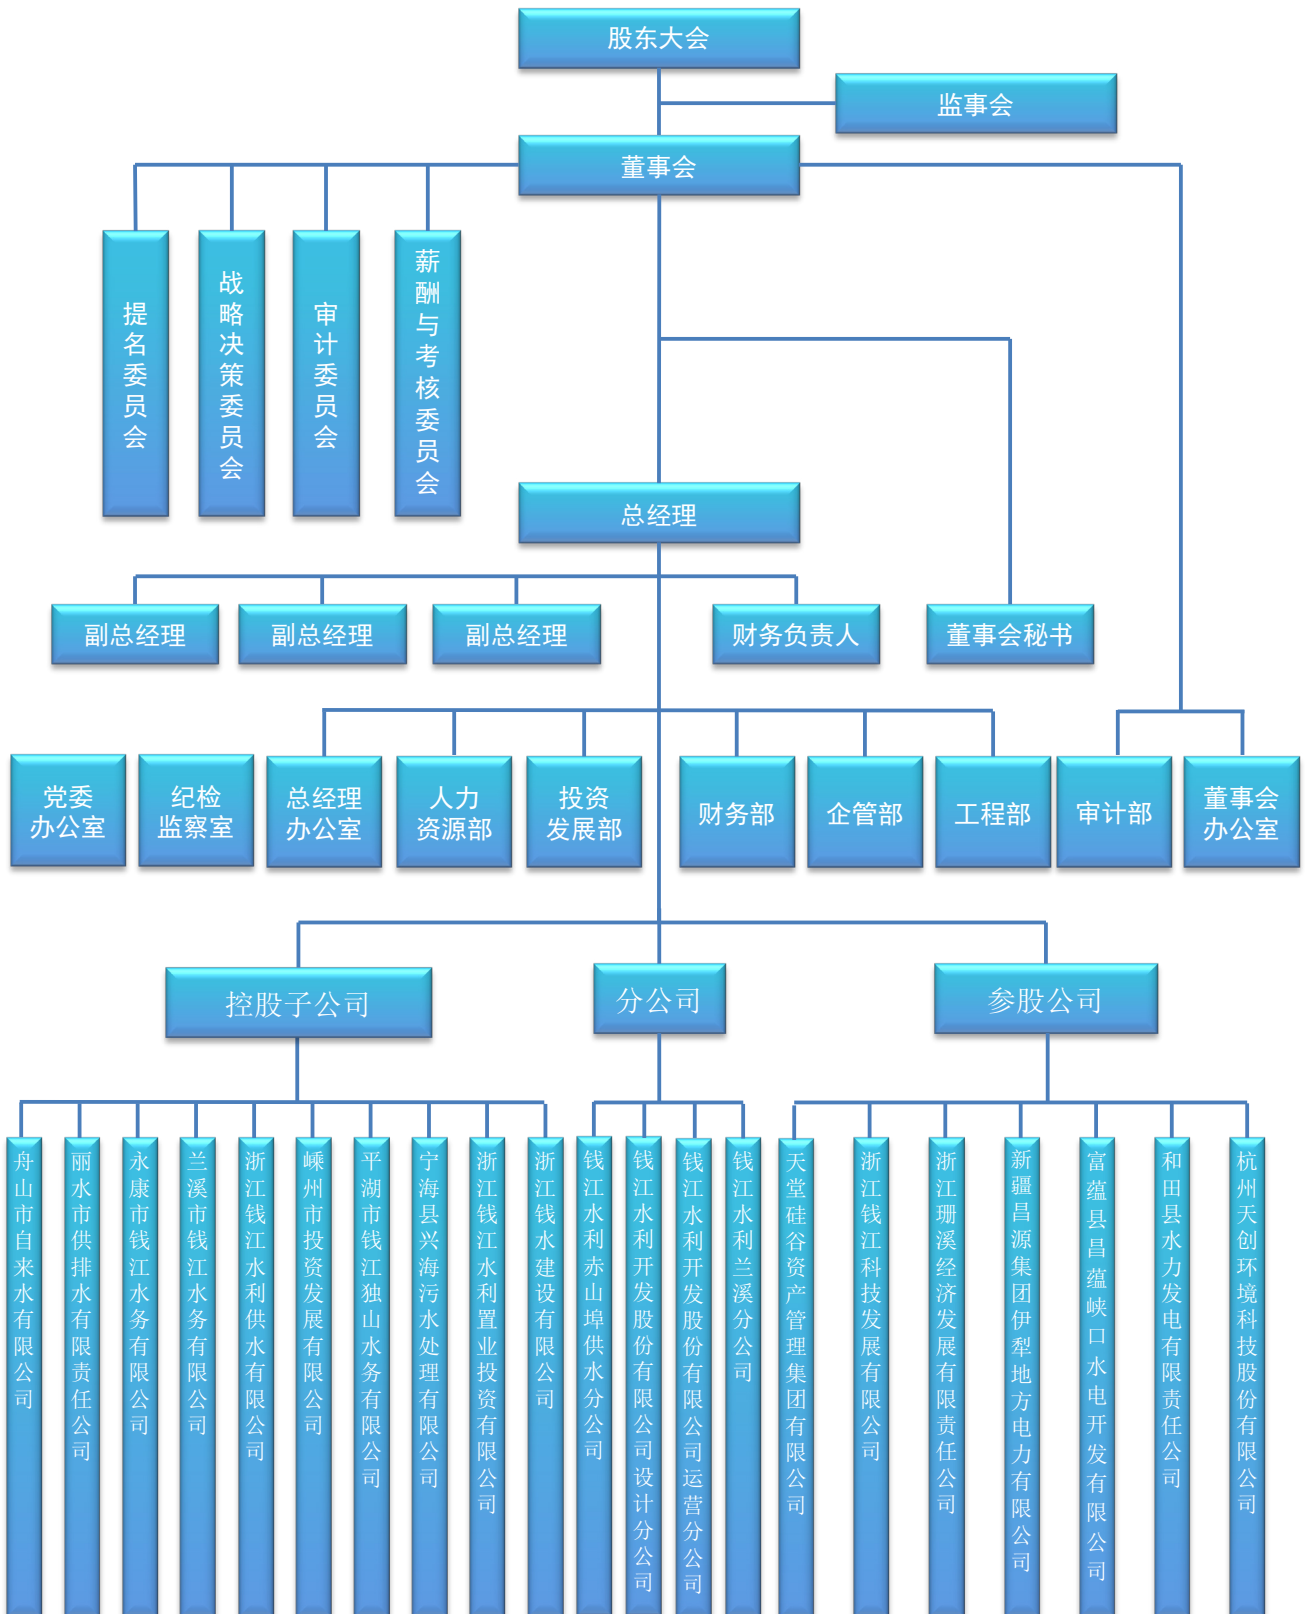 股东大会
监事会
董事会
提名委员会
战略决策委员会
审计委员会
薪酬与考核委员会
总经理
副总经理
副总经理
副总经理
财务负责人
董事会秘书
党委
办公室
纪检
监察室
总经理
办公室
人力
资源部
投资
发展部
财务部
企管部
工程部
审计部
董事会
办公室
控股子公司
分公司
参股公司
舟山市自来水有限公司
丽水市供排水有限责任公司
永康市钱江水务有限公司
兰溪市钱江水务有限公司
浙江钱江水利供水有限公司
嵊州市投资发展有限公司
平湖市钱江独山水务有限公司
宁海县兴海污水处理有限公司
浙江钱江水利置业投资有限公司
浙江钱水建设有限公司
钱江水利赤山埠供水分公司
钱江水利开发股份有限公司设计分公司
钱江水利开发股份有限公司运营分公司
钱江水利兰溪分公司
天堂硅谷资产管理集团有限公司
浙江钱江科技发展有限公司
浙江珊溪经济发展有限责任公司
新疆昌源集团伊犁地方电力有限公司
富蕴县昌蕴峡口水电开发有限公司
和田县水力发电有限责任公司
杭州天创环境科技股份有限公司